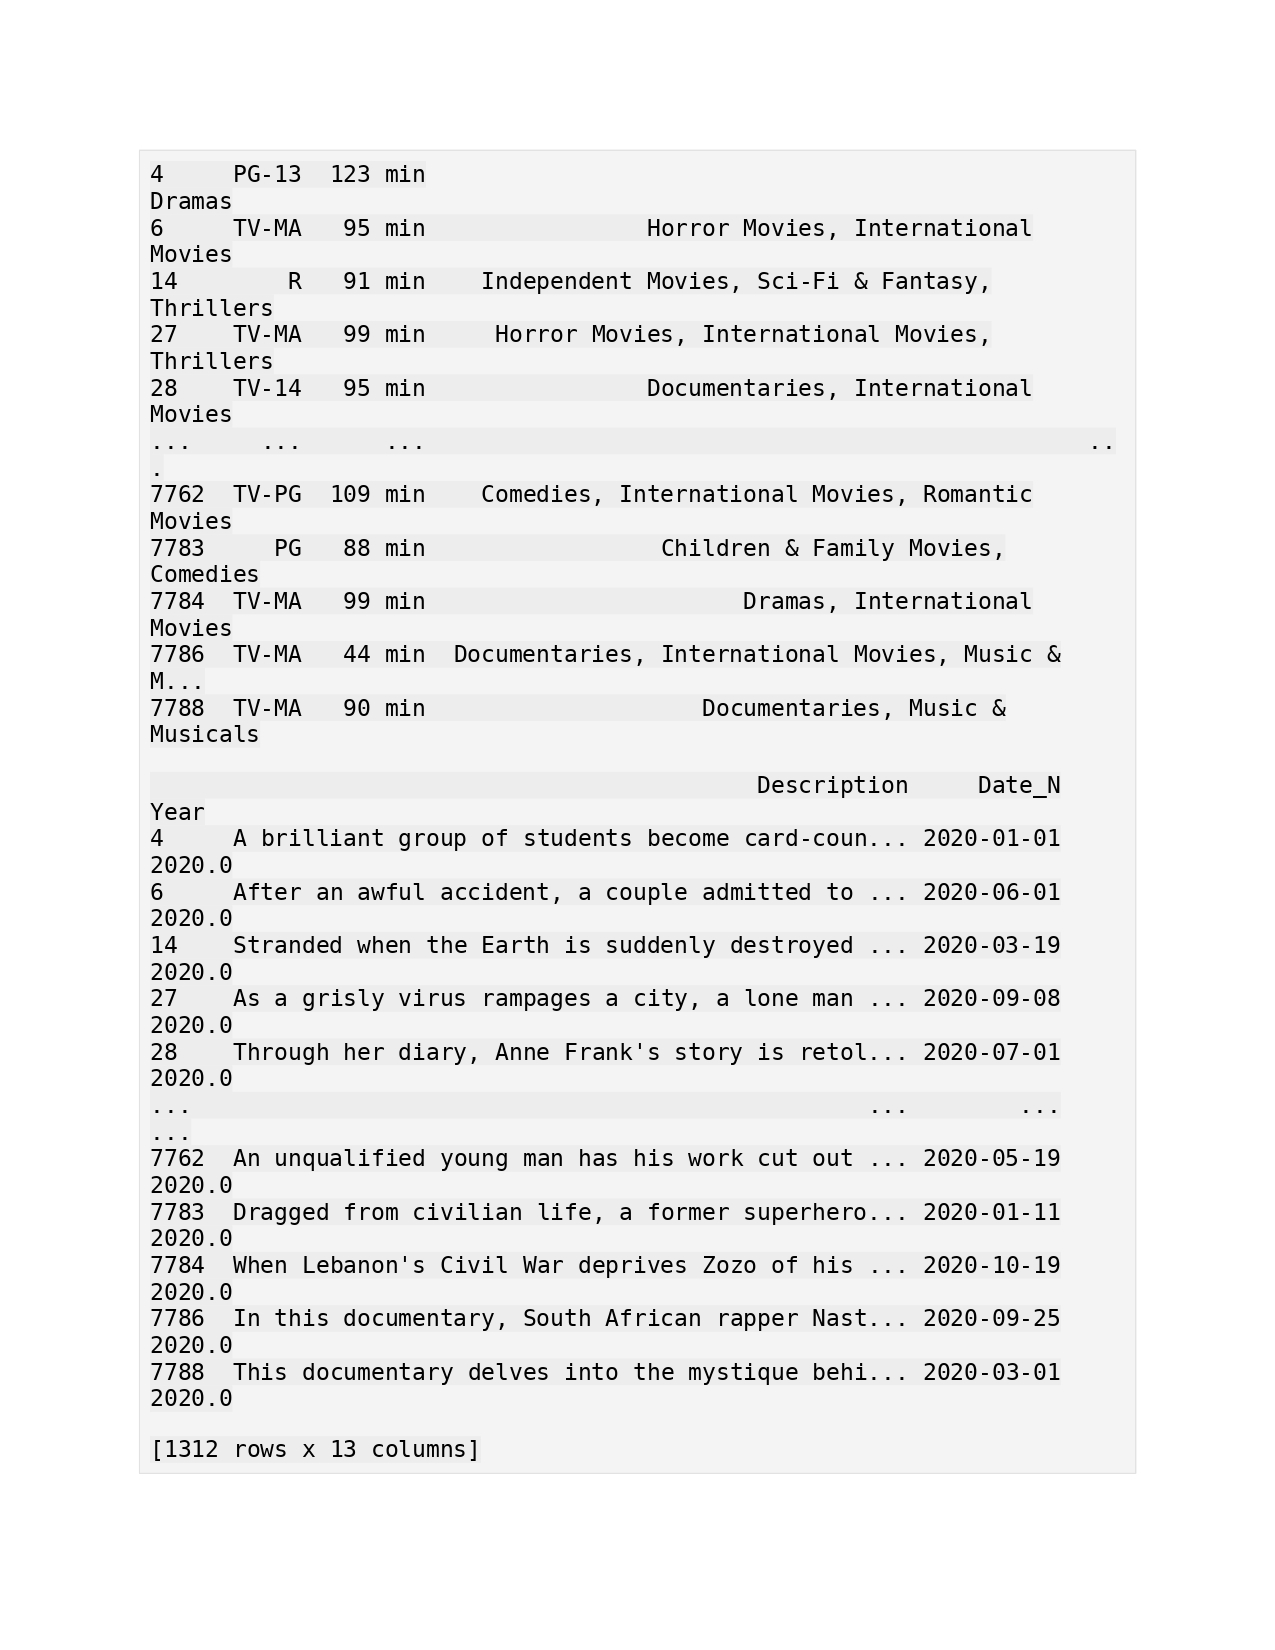 4     PG-13  123 min
Dramas
6     TV-MA   95 min                Horror Movies, International
Movies
14        R   91 min    Independent Movies, Sci-Fi & Fantasy,
Thrillers
27    TV-MA   99 min     Horror Movies, International Movies,
Thrillers
28    TV-14   95 min                Documentaries, International
Movies
...     ...      ...                                                ..
.
7762  TV-PG  109 min    Comedies, International Movies, Romantic
Movies
7783     PG   88 min                 Children & Family Movies,
Comedies
7784  TV-MA   99 min                       Dramas, International
Movies
7786  TV-MA   44 min  Documentaries, International Movies, Music &
M...
7788  TV-MA   90 min                    Documentaries, Music &
Musicals
                                            Description     Date_N
Year
4     A brilliant group of students become card-coun... 2020-01-01
2020.0
6     After an awful accident, a couple admitted to ... 2020-06-01
2020.0
14    Stranded when the Earth is suddenly destroyed ... 2020-03-19
2020.0
27    As a grisly virus rampages a city, a lone man ... 2020-09-08
2020.0
28    Through her diary, Anne Frank's story is retol... 2020-07-01
2020.0
...                                                 ...        ...
...
7762  An unqualified young man has his work cut out ... 2020-05-19
2020.0
7783  Dragged from civilian life, a former superhero... 2020-01-11
2020.0
7784  When Lebanon's Civil War deprives Zozo of his ... 2020-10-19
2020.0
7786  In this documentary, South African rapper Nast... 2020-09-25
2020.0
7788  This documentary delves into the mystique behi... 2020-03-01
2020.0
[1312 rows x 13 columns]